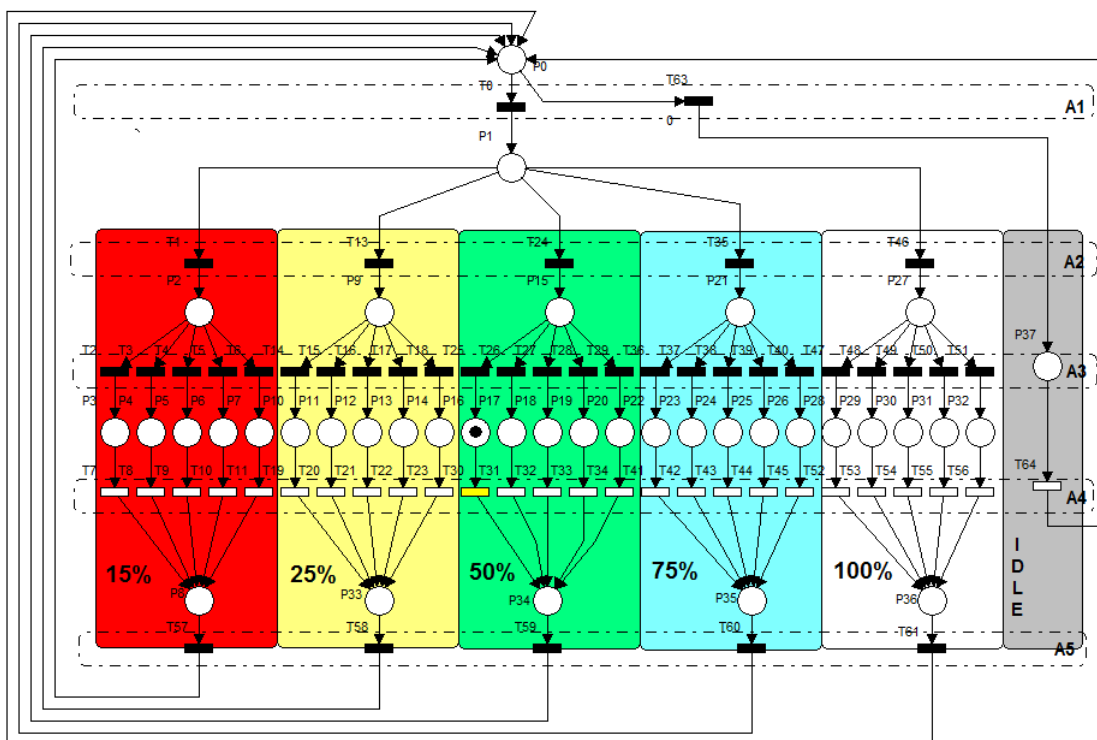 P0
T0 T63
A1
0
P1
T1 T13 T24 T35 T46
A2
P2 P9 P15 P21 P27
P37
T2 T3 T4 T5 T6 T14 T15 T16 T17 T18 T25 T26 T27 T28 T29 T36 T37 T38 T39 T40 T47 T48 T49 T50 T51
A3
P3 P4 P5 P6 P7 P10 P11 P12 P13 P14 P16 P17 P18 P19 P20 P22 P23 P24 P25 P26 P28 P29 P30 P31 P32
T7 T8 T9 T10 T11 T19 T20 T21 T22 T23 T30 T31 T32 T33 T34 T41 T42 T43 T44 T45 T52 T53 T54 T55 T56 T64
A4
15% 25% 50% 75% 100%
IDLE
P8 P33 P34 P35 P36
T57 T58 T59 T60 T61
A5